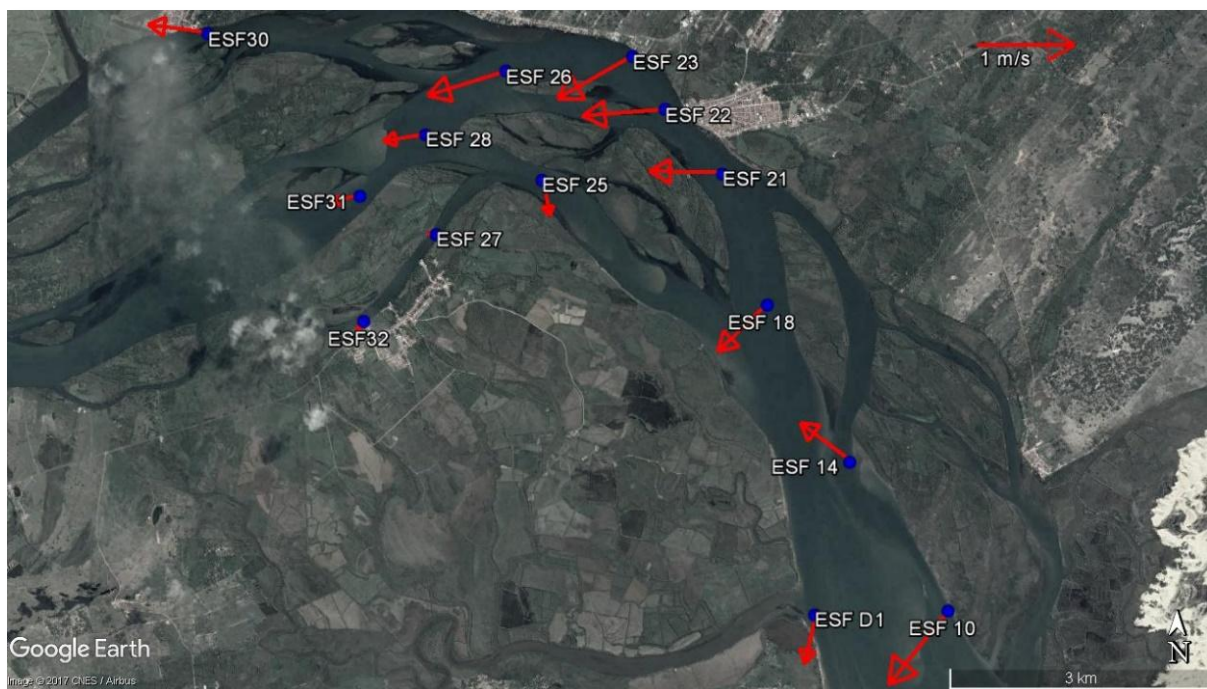 ESF30
ESF 23
1 m/s
ESF 26
ESF 22
ESF 28
ESF 21
ESF 25
ESF31
ESF 27
ESF 18
ESF32
ESF 14
ESF D1
ESF 10
N
Google Earth
3 km
Image © 2017 CNES / Airbus